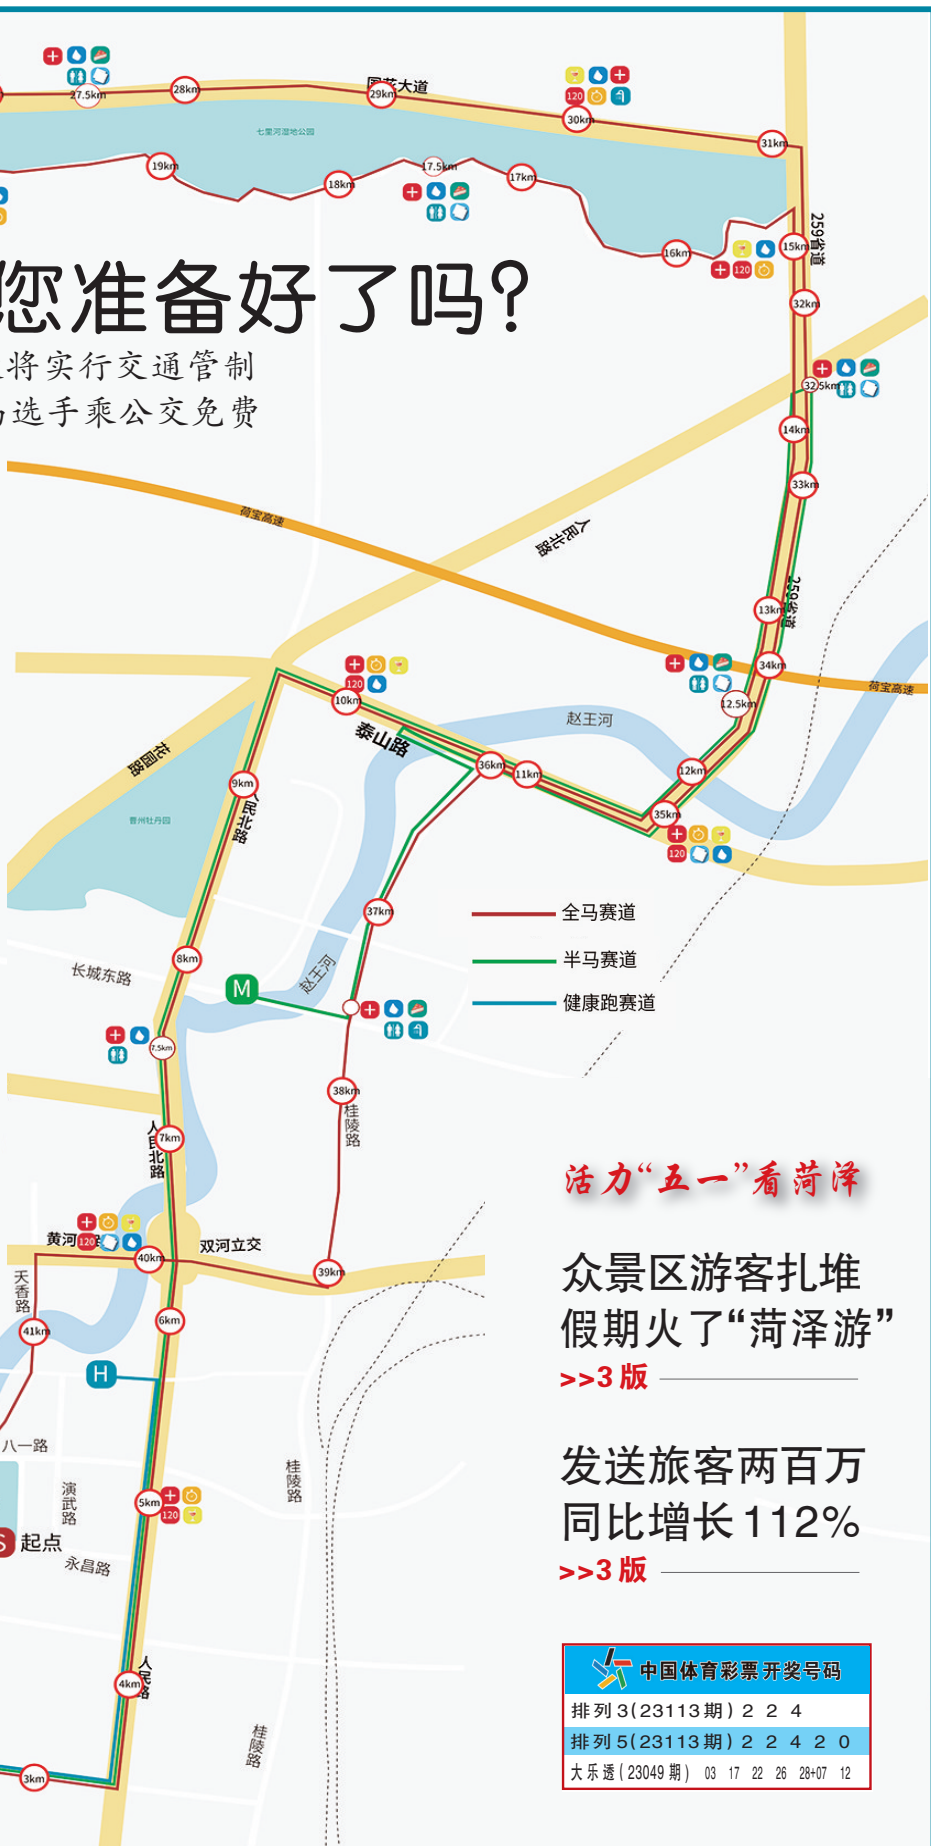 27.5km
28km
国花大道
29km
30km
120
31km
七里河湿地公园
19km
18km
17.5km
17km
16km
15km
259省道
120
32km
您准备好了吗?
将实行交通管制
选手乘公交免费
32.5km
14km
33km
荷宝高速
人民北路
13km
259省道
34km
荷宝高速
12.5km
120
10km
泰山路
赵王河
36km
11km
12km
35km
120
花园路
9km
人民北路
曹州牡丹园
37km
全马赛道
半马赛道
健康跑赛道
8km
长城东路
M
赵王河
7.5km
38km
桂陵路
7km
人民北路
黄河
120
40km
双河立交
39km
天香路
41km
6km
H
八一路
演武路
5km
120
桂陵路
S 起点
永昌路
4km
人民路
桂陵路
3km
活力“五一”看菏泽
众景区游客扎堆
假期火了“菏泽游”
>>3版
发送旅客两百万
同比增长112%
>>3版
中国体育彩票开奖号码
排列3(23113期) 2 2 4
排列5(23113期) 2 2 4 2 0
大乐透(23049期) 03 17 22 26 28+07 12